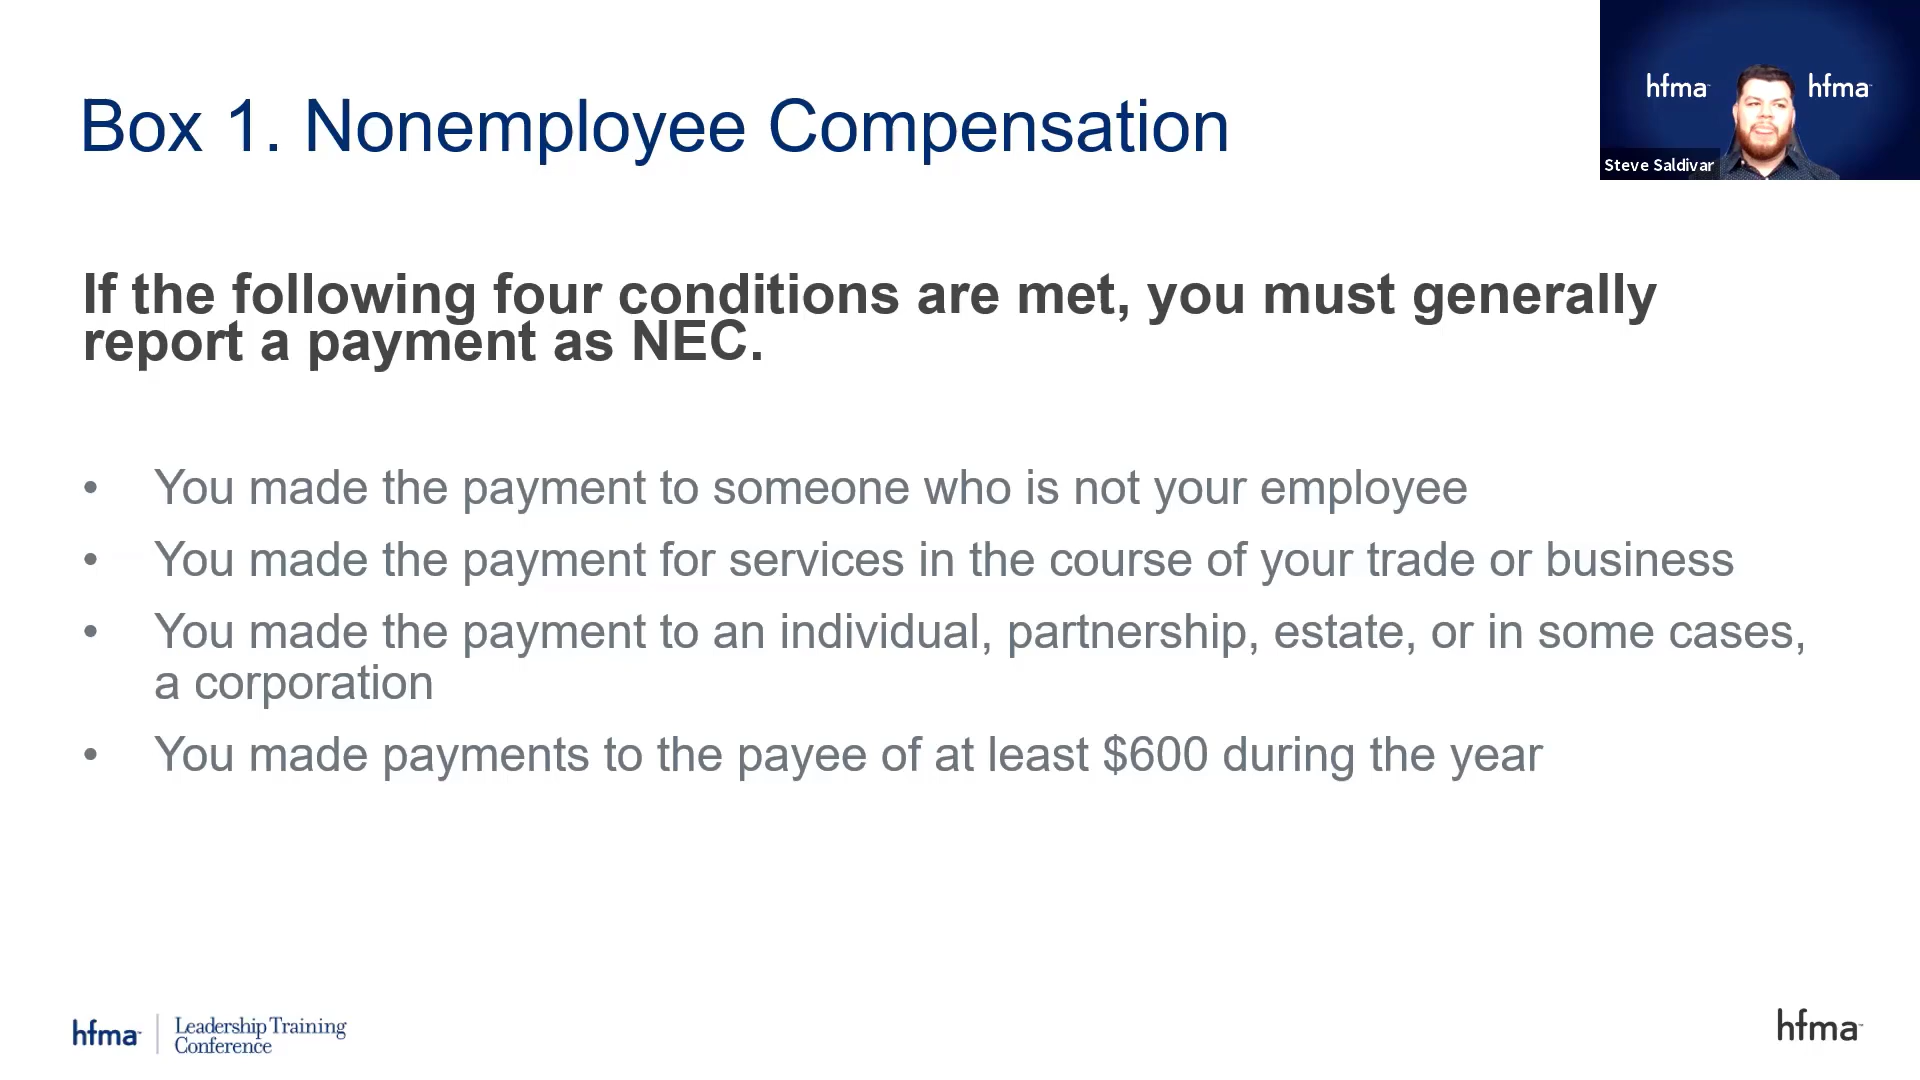 Box 1. Nonemployee Compensation
hfma
hfma
Steve Saldivar
If the following four conditions are met, you must generally
report a payment as NEC.
• You made the payment to someone who is not your employee
• You made the payment for services in the course of your trade or business
• You made the payment to an individual, partnership, estate, or in some cases,
a corporation
• You made payments to the payee of at least $600 during the year
hfma
Leadership Training
Conference
hfma